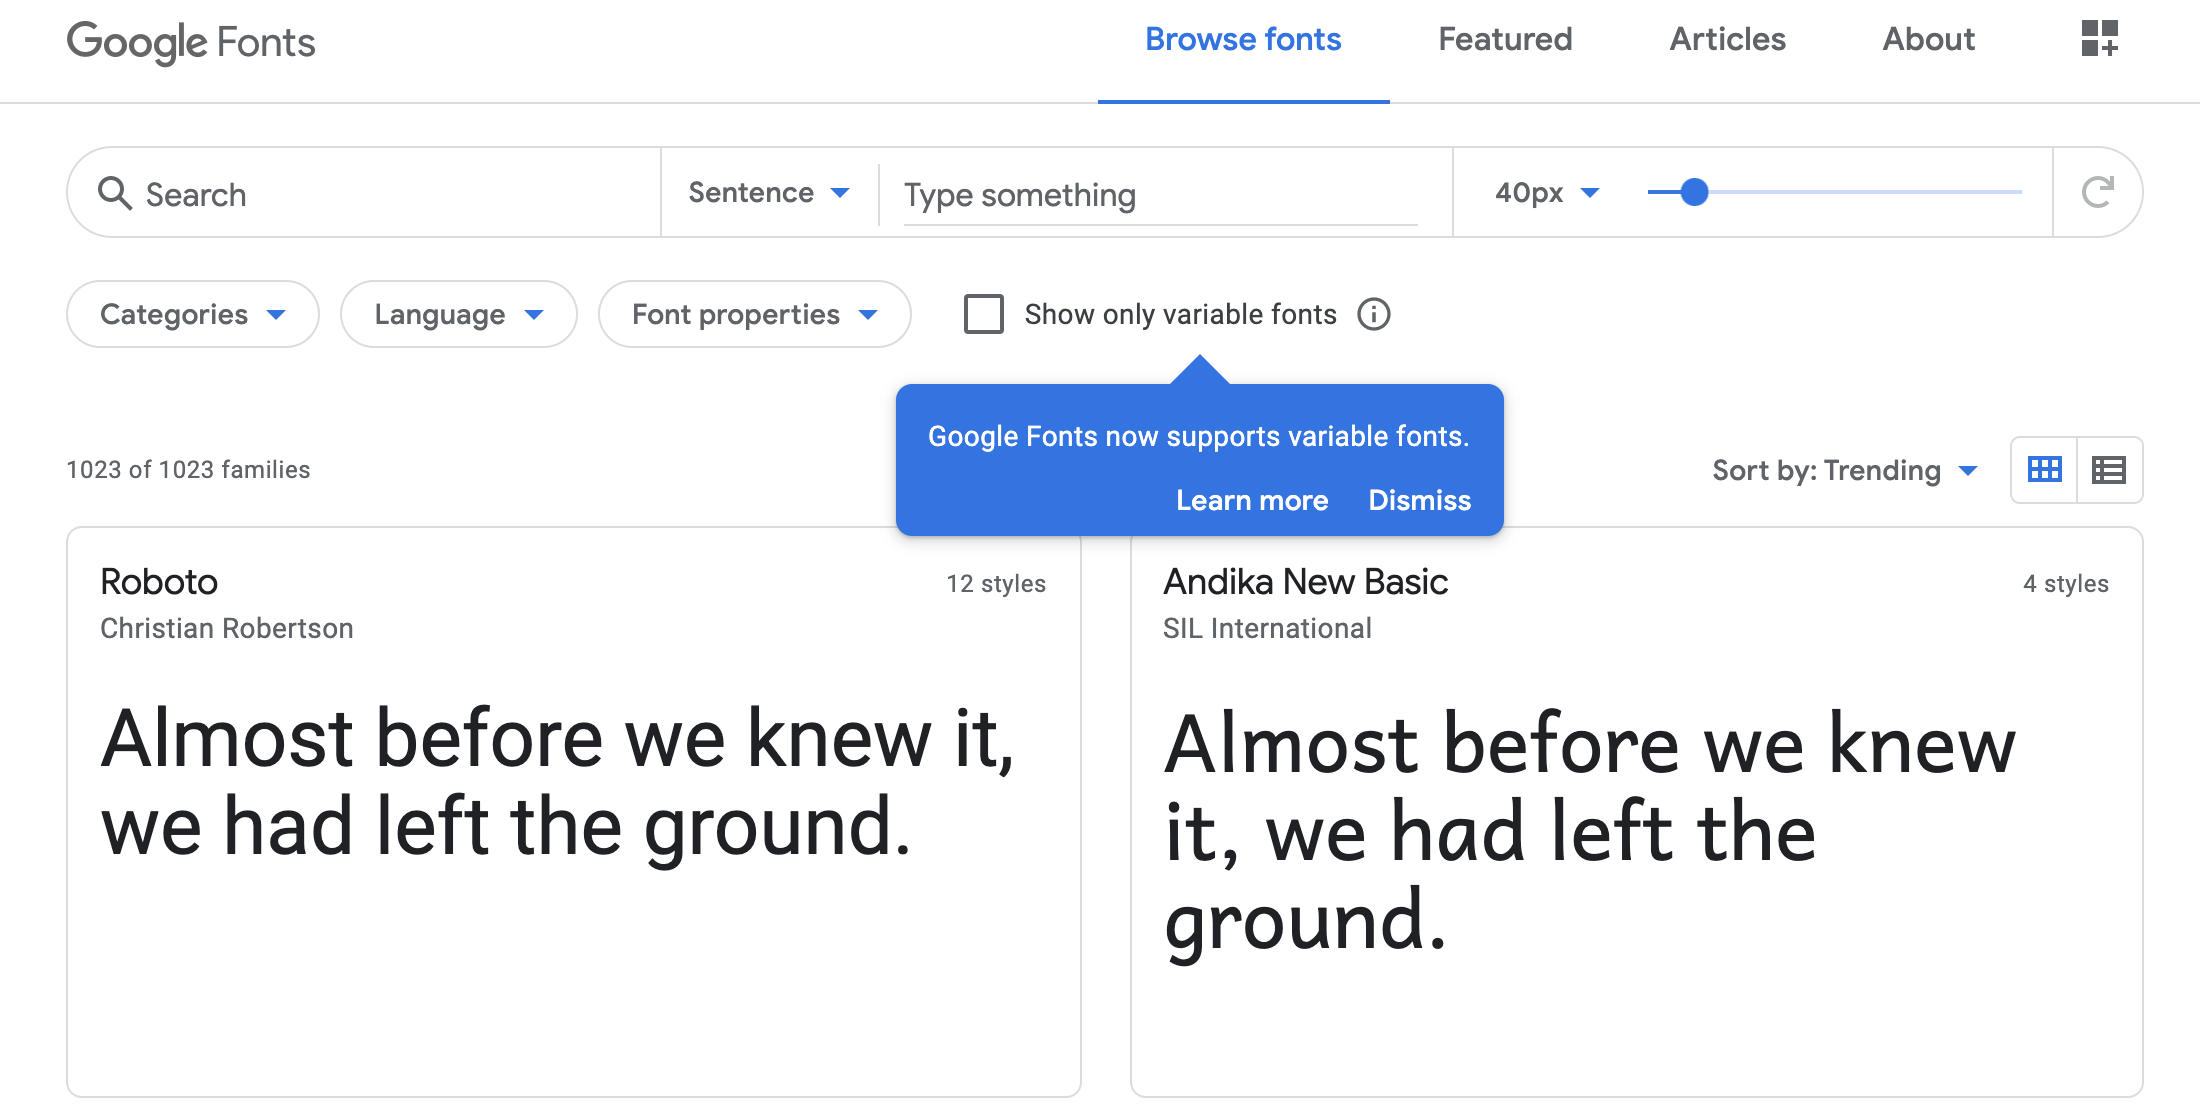 Google Fonts
Browse fonts
Featured
Articles
About
Search
Sentence
Type something
40px
Categories
Language
Font properties
Show only variable fonts
Google Fonts now supports variable fonts.
Learn more
Dismiss
1023 of 1023 families
Sort by: Trending
Roboto
12 styles
Christian Robertson
Almost before we knew it,
we had left the ground.
Andika New Basic
4 styles
SIL International
Almost before we knew
it, we had left the
ground.